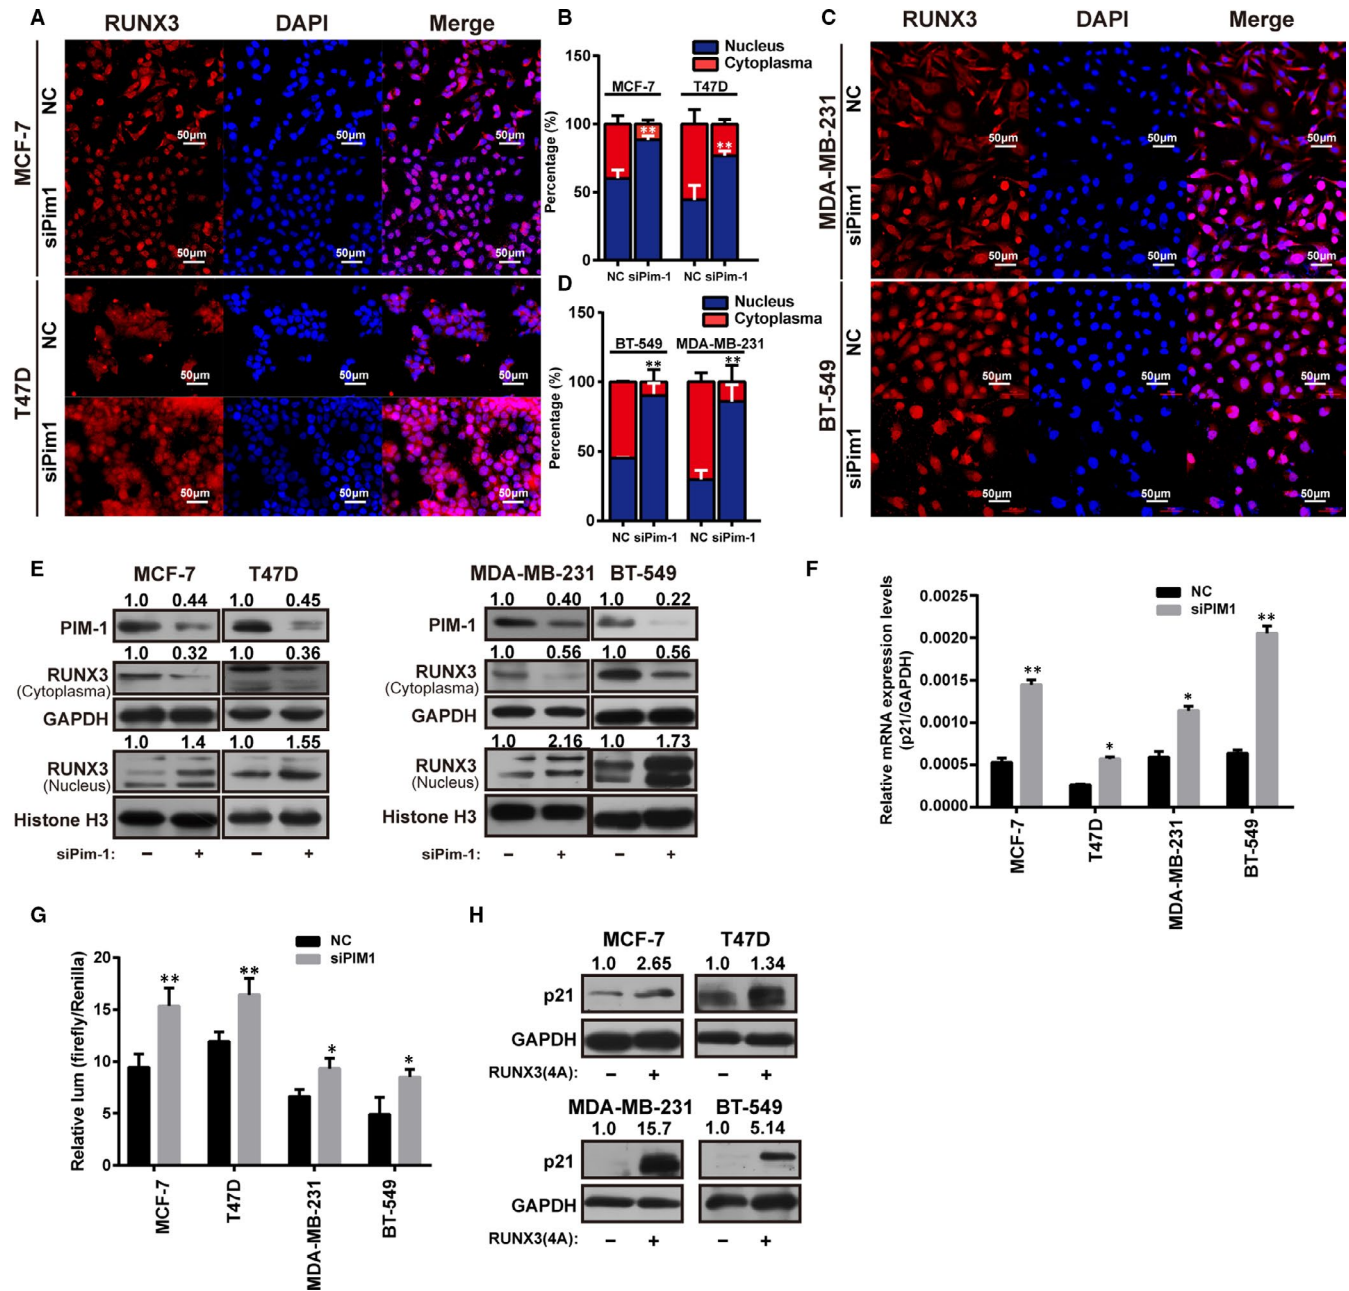 A
RUNX3 DAPI Merge
MCF-7
NC
50μm 50μm 50μm
siPim1
50μm 50μm 50μm
T47D
NC
50μm 50μm 50μm
siPim1
50μm 50μm 50μm
B
Nucleus
Cytoplasma
MCF-7 T47D
Percentage (%)
150
100
50
0
** **
NC siPim-1 NC siPim-1
D
Nucleus
Cytoplasma
BT-549 MDA-MB-231
Percentage (%)
150
100
50
0
** **
NC siPim-1 NC siPim-1
C
RUNX3 DAPI Merge
MDA-MB-231
NC
50μm 50μm 50μm
siPim1
50μm 50μm 50μm
BT-549
NC
50μm 50μm 50μm
siPim1
50μm 50μm 50μm
E
MCF-7 T47D
1.0 0.44 1.0 0.45
PIM-1
1.0 0.32 1.0 0.36
RUNX3
(Cytoplasma)
GAPDH
1.0 1.4 1.0 1.55
RUNX3
(Nucleus)
Histone H3
siPim-1: – + – +
MDA-MB-231 BT-549
1.0 0.40 1.0 0.22
PIM-1
1.0 0.56 1.0 0.56
RUNX3
(Cytoplasma)
GAPDH
1.0 2.16 1.0 1.73
RUNX3
(Nucleus)
Histone H3
siPim-1: – + – +
F
NC
siPIM1
Relative mRNA expression levels
(p21/GAPDH)
0.0025
0.0020
0.0015
0.0010
0.0005
0.0000
** * * **
MCF-7 T47D MDA-MB-231 BT-549
G
NC
siPIM1
Relative lum (firefly/Renilla)
20
15
10
5
0
** ** * *
MCF-7 T47D MDA-MB-231 BT-549
H
MCF-7 T47D
1.0 2.65 1.0 1.34
p21
GAPDH
RUNX3(4A): – + – +
MDA-MB-231 BT-549
1.0 15.7 1.0 5.14
p21
GAPDH
RUNX3(4A): – + – +